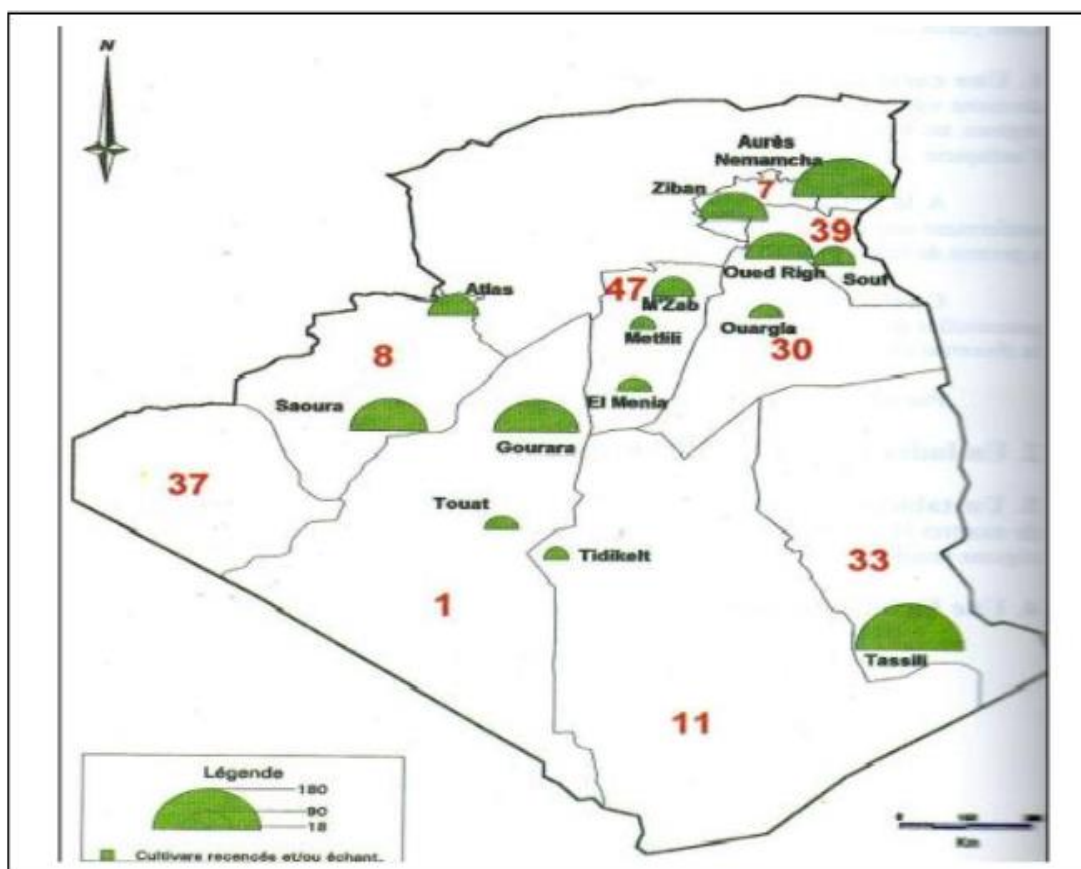 N
Aurès
Nemamcha
Ziban
7
39
Oued Righ
Souf
Atlas
47
M'Zab
Metlili
Ouargla
30
8
El Menia
Saoura
Gourara
37
Touat
Tidikelt
33
1
Tassili
11
Légende
180
90
18
Cultivars recencés et/ou échant.
Km